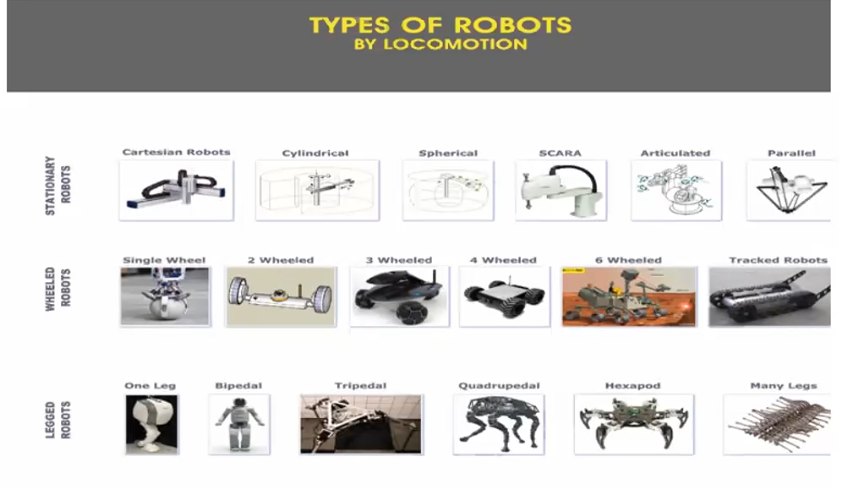 TYPES OF ROBOTS
BY LOCOMOTION
STATIONARY
ROBOTS
Cartesian Robots Cylindrical Spherical SCARA Articulated Parallel
WHEELED
ROBOTS
Single Wheel 2 Wheeled 3 Wheeled 4 Wheeled 6 Wheeled Tracked Robots
LEGGED
ROBOTS
One Leg Bipedal Tripedal Quadrupedal Hexapod Many Legs